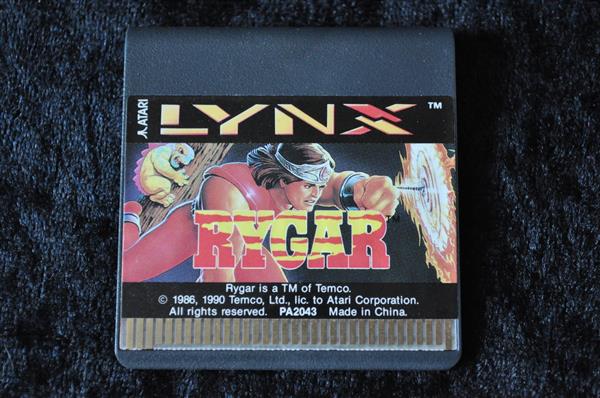 ATARI
LYNX ™
RYGAR
Rygar is a TM of Temco.
© 1986, 1990 Temco, Ltd., lic. to Atari Corporation.
All rights reserved. PA2043 Made in China.